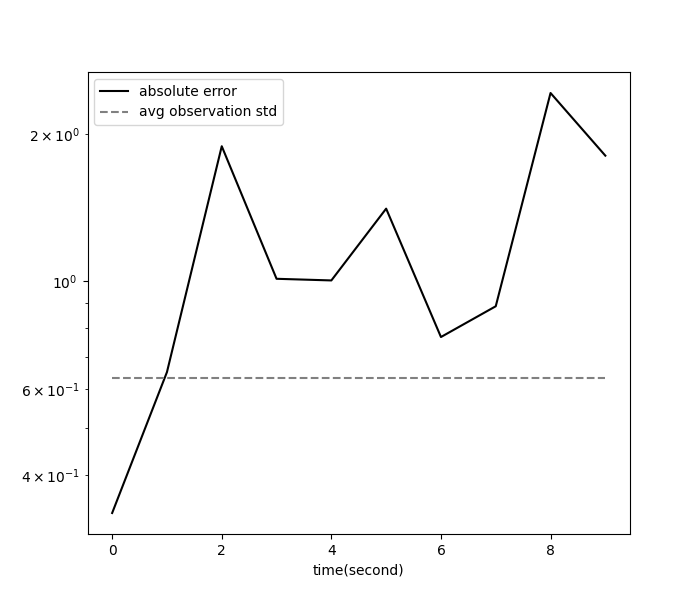 absolute error
avg observation std
2 × 10⁰
10⁰
6 × 10⁻¹
4 × 10⁻¹
0 2 4 6 8
time(second)